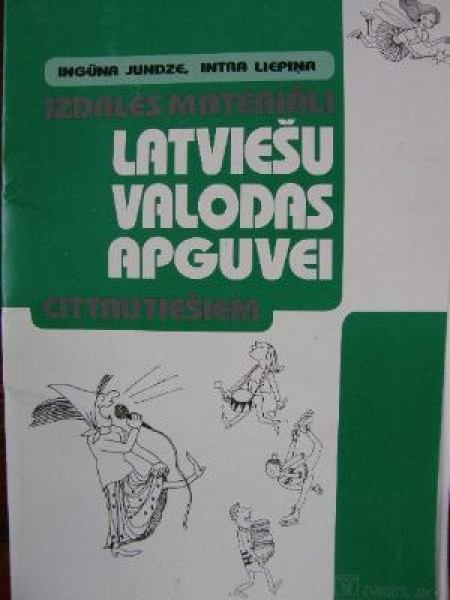 INGŪNA JUNDZE, INTRA LIEPIŅA
IZDALES MATERIĀLI
LATVIEŠU
VALODAS
APGUVEI
CITTAUTIEŠIEM